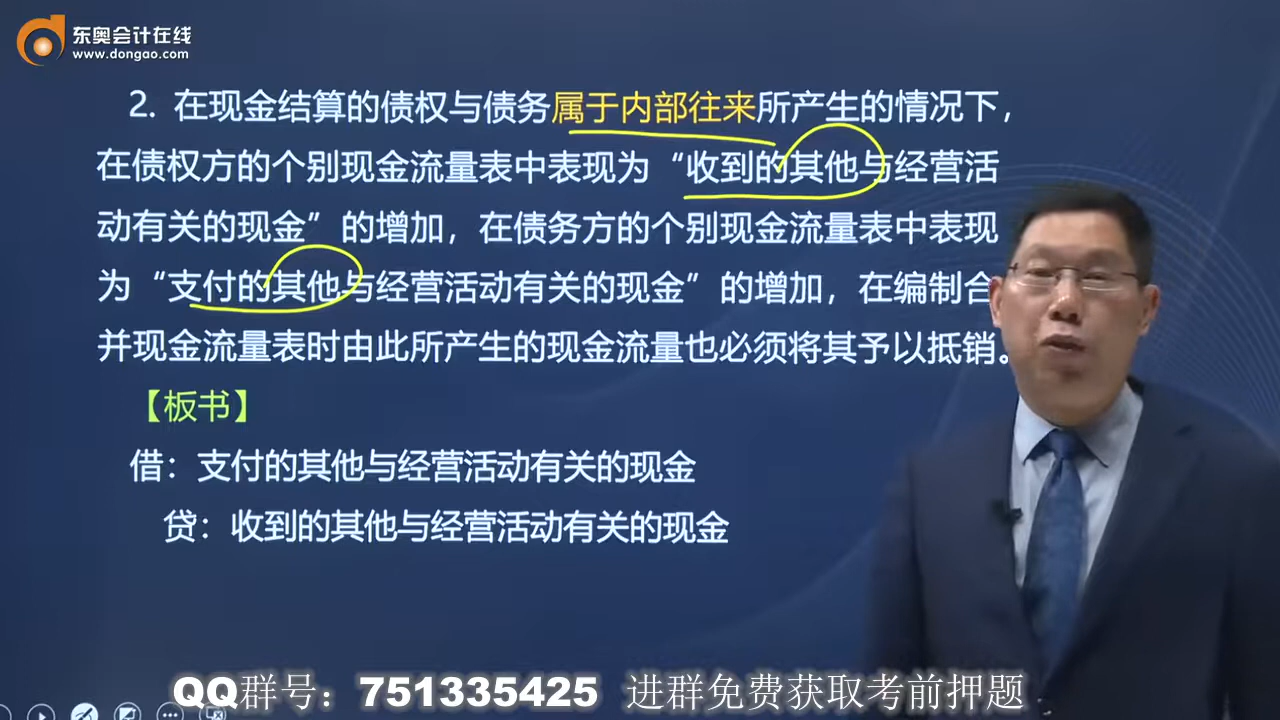 东奥会计在线
www.dongao.com
2. 在现金结算的债权与债务属于内部往来所产生的情况下，
在债权方的个别现金流量表中表现为“收到的其他与经营活
动有关的现金”的增加，在债务方的个别现金流量表中表现
为“支付的其他与经营活动有关的现金”的增加，在编制合
并现金流量表时由此所产生的现金流量也必须将其予以抵销。
【板书】
借：支付的其他与经营活动有关的现金
贷：收到的其他与经营活动有关的现金
QQ群号：751335425 进群免费获取考前押题